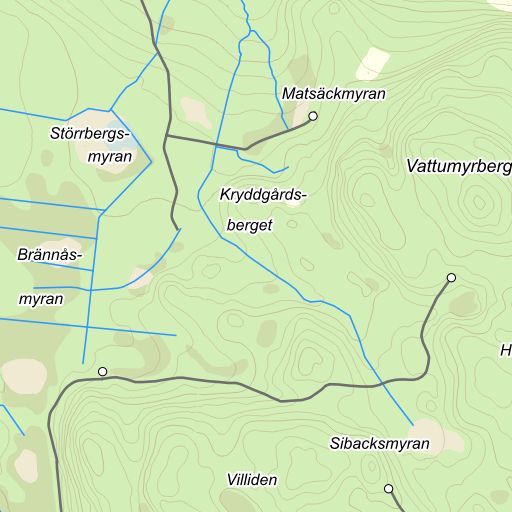 Matsäckmyran
Störrbergs-
myran
Vattumyrberg
Kryddgårds-
berget
Brännås-
myran
H
Sibacksmyran
Villiden